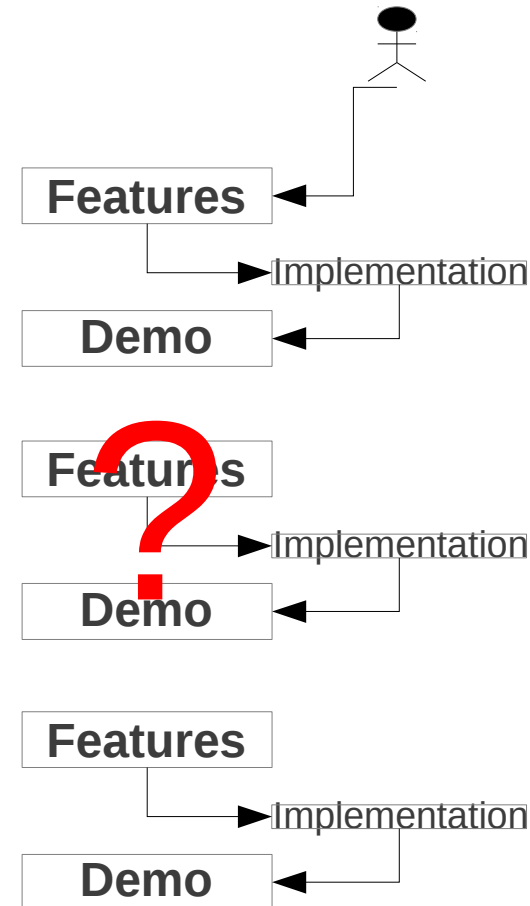 Features
Implementation
Demo
Features
?
Implementation
Demo
Features
Implementation
Demo